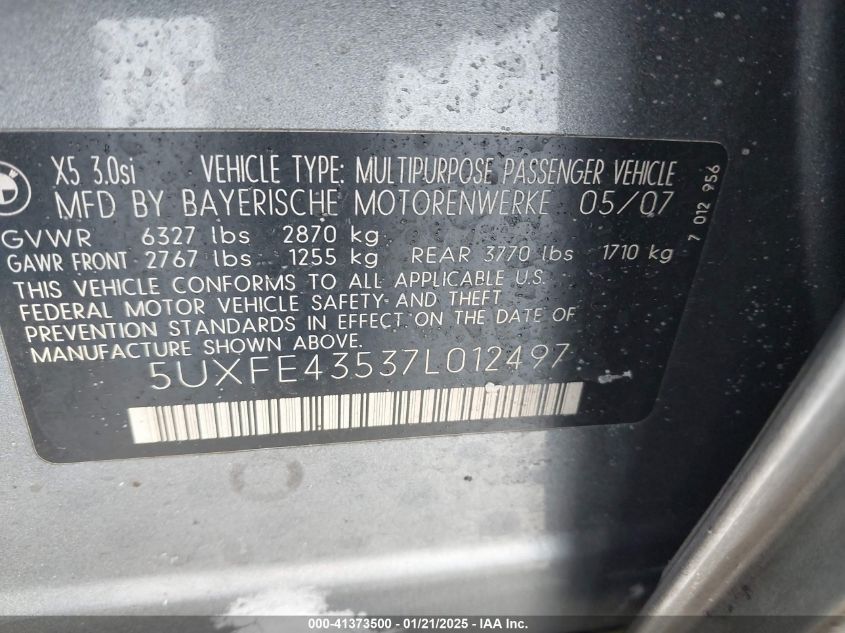 X5 3.0si VEHICLE TYPE: MULTIPURPOSE PASSENGER VEHICLE
MFD BY BAYERISCHE MOTORENWERKE 05/07
GVWR 6327 lbs 2870 kg
GAWR FRONT 2767 lbs 1255 kg REAR 3770 lbs 1710 kg
THIS VEHICLE CONFORMS TO ALL APPLICABLE U.S.
FEDERAL MOTOR VEHICLE SAFETY AND THEFT
PREVENTION STANDARDS IN EFFECT ON THE DATE OF
MANUFACTURE SHOWN ABOVE.
5UXFE43537L012497
7 012 956
000-41373500 - 01/21/2025 - IAA Inc.